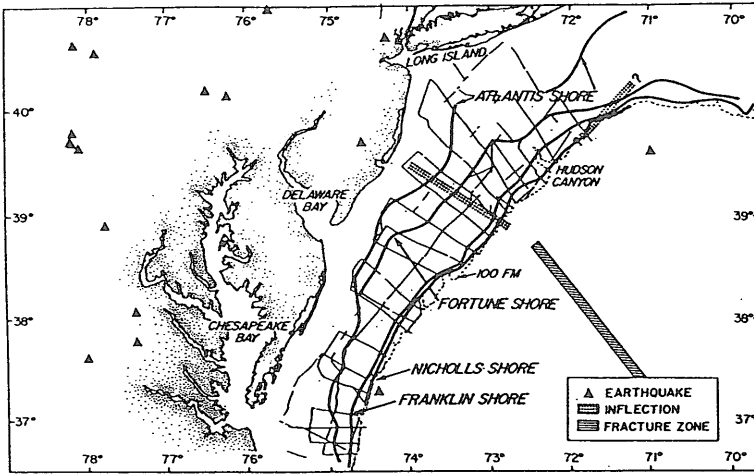 78° 77° 76° 75° 74° 73° 72° 71° 70°
LONG ISLAND
ATLANTIS SHORE
?
40° 40°
HUDSON CANYON
DELAWARE BAY
39° 39°
100 FM
FORTUNE SHORE
38° 38°
CHESAPEAKE BAY
NICHOLLS SHORE
FRANKLIN SHORE
EARTHQUAKE
INFLECTION
FRACTURE ZONE
37° 37°
78° 77° 76° 75° 74° 73° 72° 71° 70°